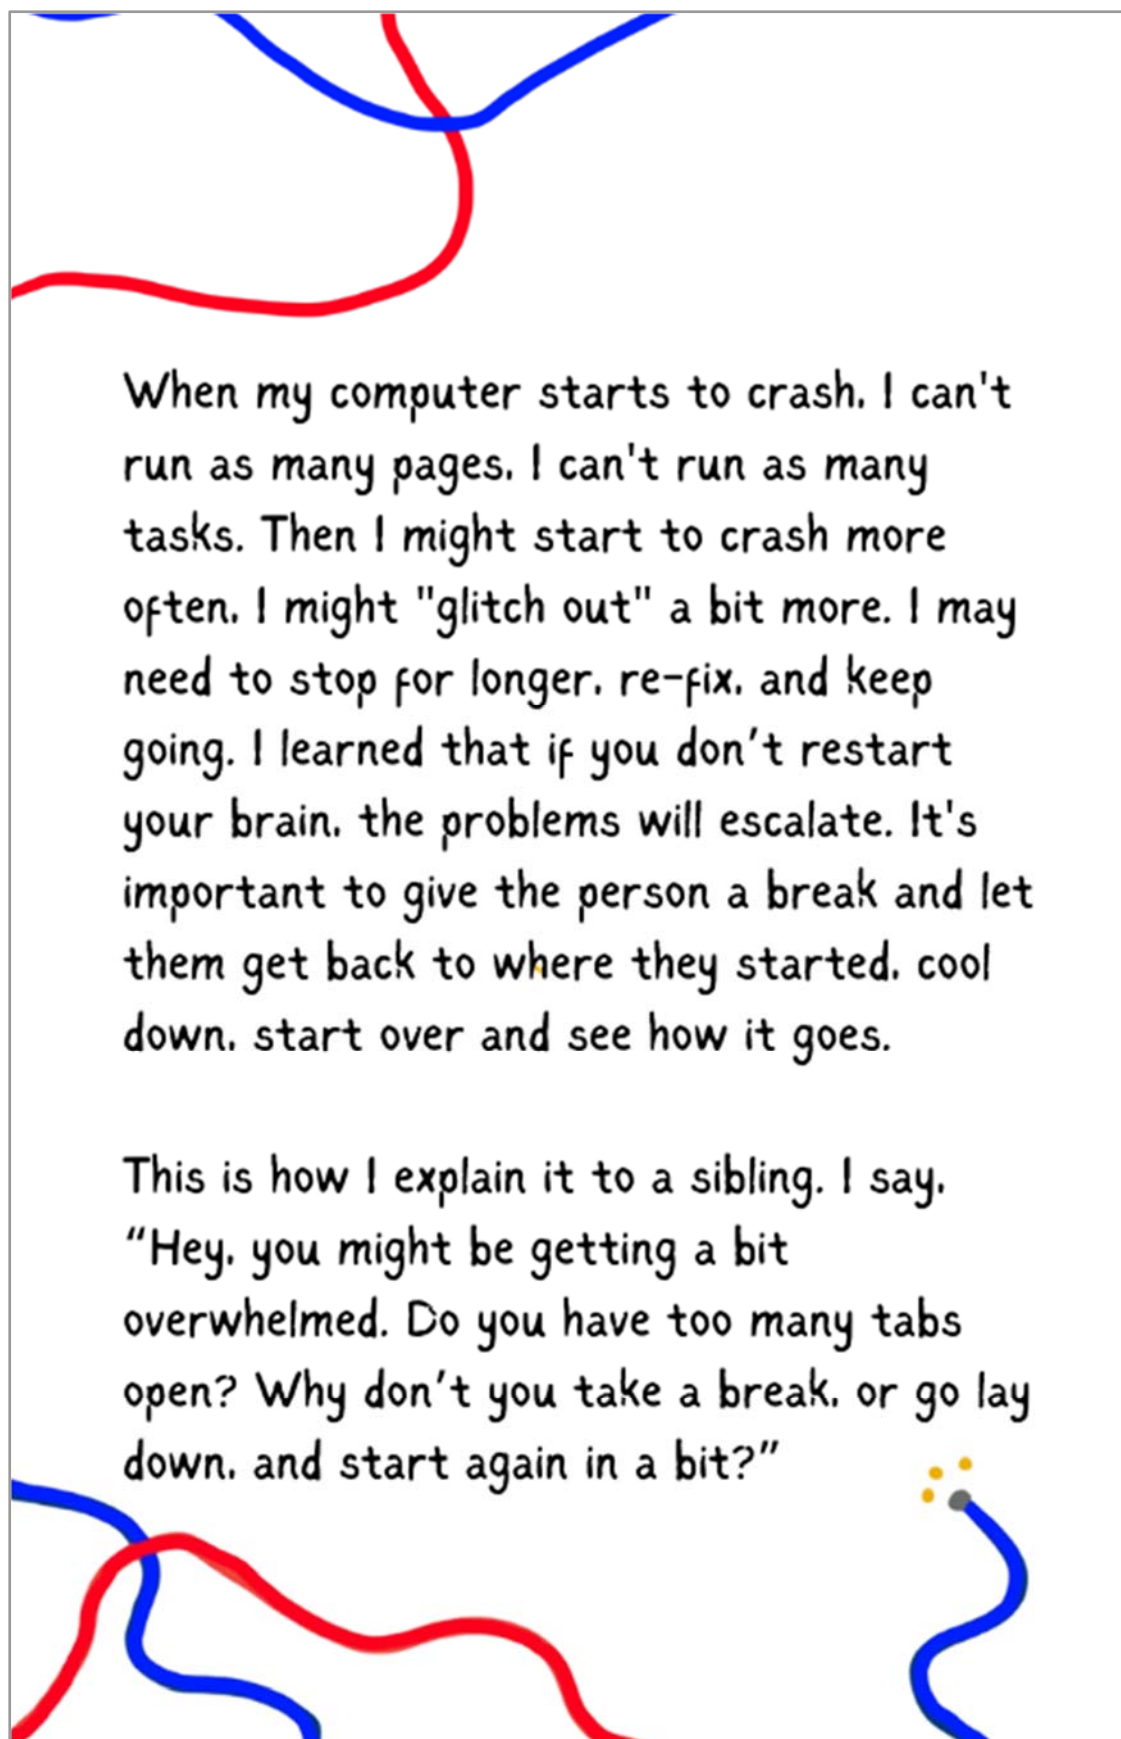 When my computer starts to crash, I can't
run as many pages, I can't run as many
tasks. Then I might start to crash more
often, I might "glitch out" a bit more. I may
need to stop for longer, re-fix, and keep
going. I learned that if you don’t restart
your brain, the problems will escalate. It's
important to give the person a break and let
them get back to where they started, cool
down, start over and see how it goes.
This is how I explain it to a sibling. I say,
“Hey, you might be getting a bit
overwhelmed. Do you have too many tabs
open? Why don’t you take a break, or go lay
down, and start again in a bit?”